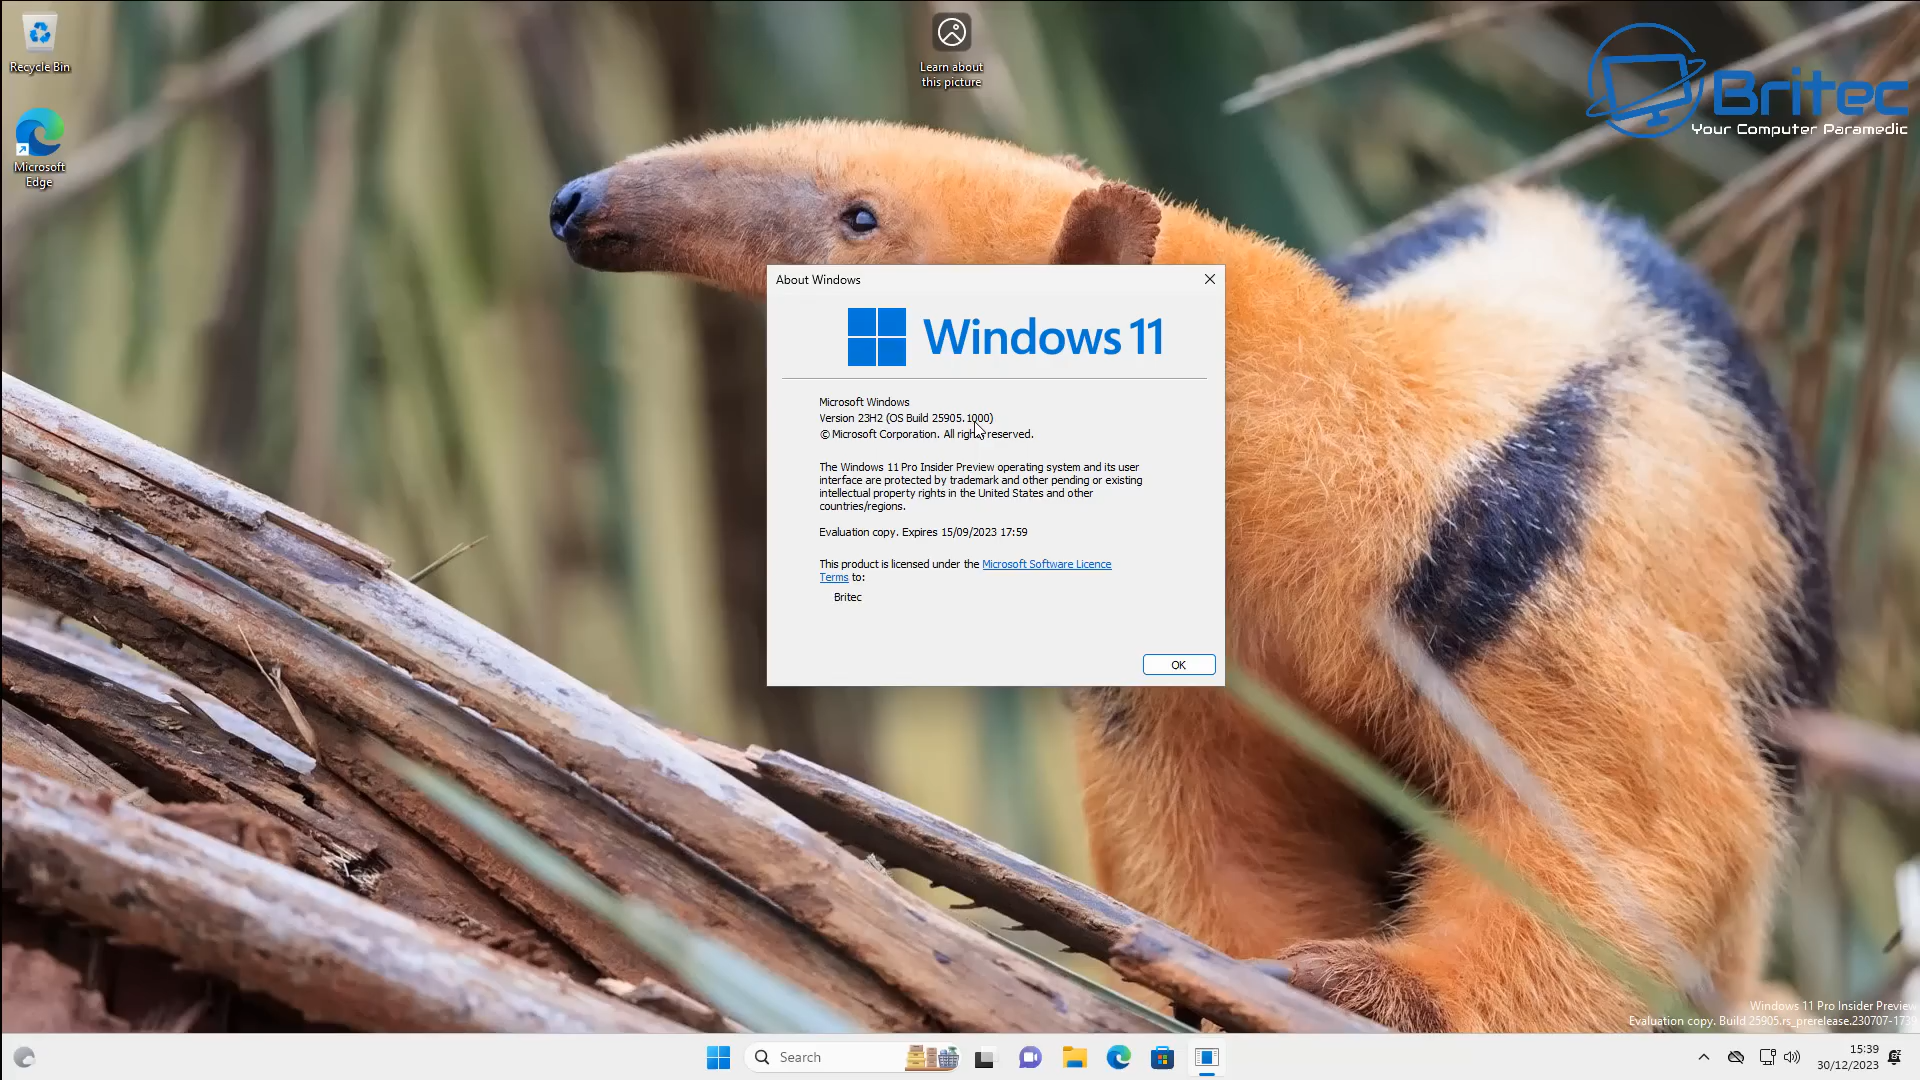 Recycle Bin
Microsoft
Edge
Learn about
this picture
Britec
Your Computer Paramedic
About Windows
Windows 11
Microsoft Windows
Version 23H2 (OS Build 25905.1000)
© Microsoft Corporation. All rights reserved.
The Windows 11 Pro Insider Preview operating system and its user
interface are protected by trademark and other pending or existing
intellectual property rights in the United States and other
countries/regions.
Evaluation copy. Expires 15/09/2023 17:59
This product is licensed under the Microsoft Software Licence
Terms to:
Britec
OK
Windows 11 Pro Insider Preview
Evaluation copy. Build 25905.rs_prerelease.230707-1739
Search
15:39
30/12/2023